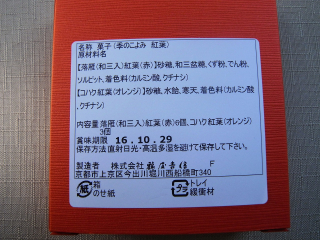 名称 菓子(季のこよみ 紅葉)
原材料名
【落雁(和三入)紅葉(赤)】砂糖,和三盆糖,くず粉,でん粉,
ソルビット,着色料(カルミン酸,クチナシ)
【コハク紅葉(オレンジ)】砂糖,水飴,寒天,着色料(カルミン酸
,クチナシ)
内容量 落雁(和三入)紅葉(赤)6個,コハク紅葉(オレンジ)
3個
賞味期限 16.10.29
保存方法 直射日光・高温多湿を避けて保存して下さい。
製造者 株式会社 F
京都市上京区今出川堀川西船橋町340
紙 箱 のせ紙
プラ トレイ 緩衝材